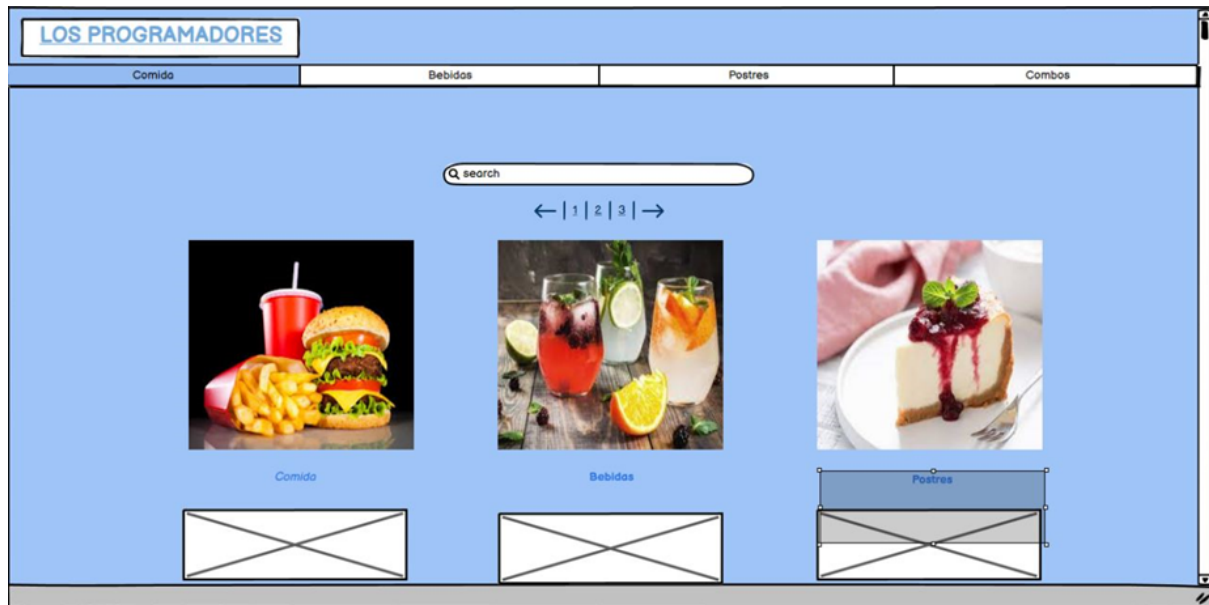 LOS PROGRAMADORES
Comida Bebidas Postres Combos
search
1 2 3
Comida Bebidas Postres